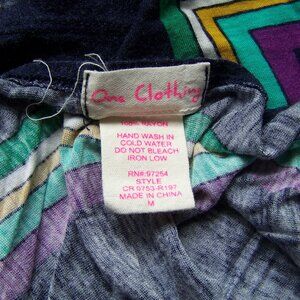 One Clothing
100% RAYON
HAND WASH IN
COLD WATER
DO NOT BLEACH
IRON LOW
RN#:97254
STYLE
CR 0753-R197
MADE IN CHINA
M